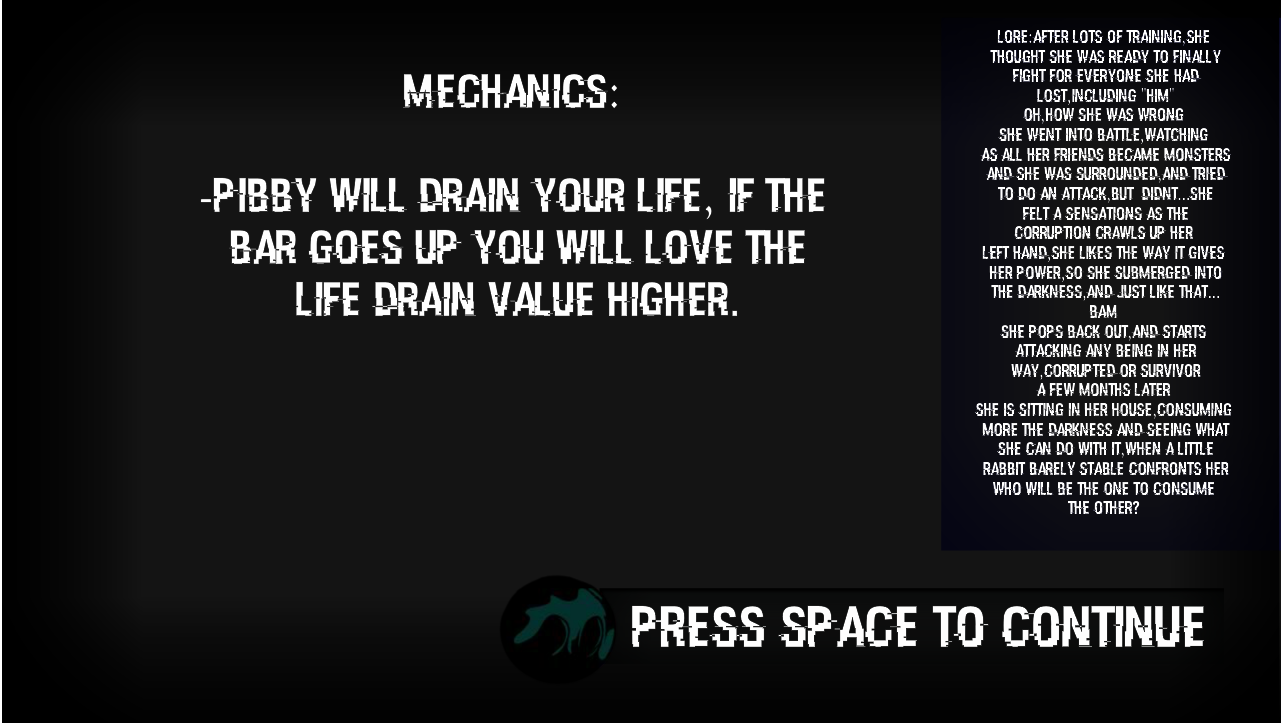 MECHANICS:
-PIBBY WILL DRAIN YOUR LIFE, IF THE
BAR GOES UP YOU WILL LOVE THE
LIFE DRAIN VALUE HIGHER.
LORE:AFTER LOTS OF TRAINING,SHE
THOUGHT SHE WAS READY TO FINALLY
FIGHT FOR EVERYONE SHE HAD
LOST,INCLUDING "HIM"
OH,HOW SHE WAS WRONG
SHE WENT INTO BATTLE,WATCHING
AS ALL HER FRIENDS BECAME MONSTERS
AND SHE WAS SURROUNDED,AND TRIED
TO DO AN ATTACK,BUT DIDNT...SHE
FELT A SENSATIONS AS THE
CORRUPTION CRAWLS UP HER
LEFT HAND,SHE LIKES THE WAY IT GIVES
HER POWER,SO SHE SUBMERGED INTO
THE DARKNESS,AND JUST LIKE THAT...
BAM
SHE POPS BACK OUT,AND STARTS
ATTACKING ANY BEING IN HER
WAY,CORRUPTED OR SURVIVOR
A FEW MONTHS LATER
SHE IS SITTING IN HER HOUSE,CONSUMING
MORE THE DARKNESS AND SEEING WHAT
SHE CAN DO WITH IT,WHEN A LITTLE
RABBIT BARELY STABLE CONFRONTS HER
WHO WILL BE THE ONE TO CONSUME
THE OTHER?
PRESS SPACE TO CONTINUE